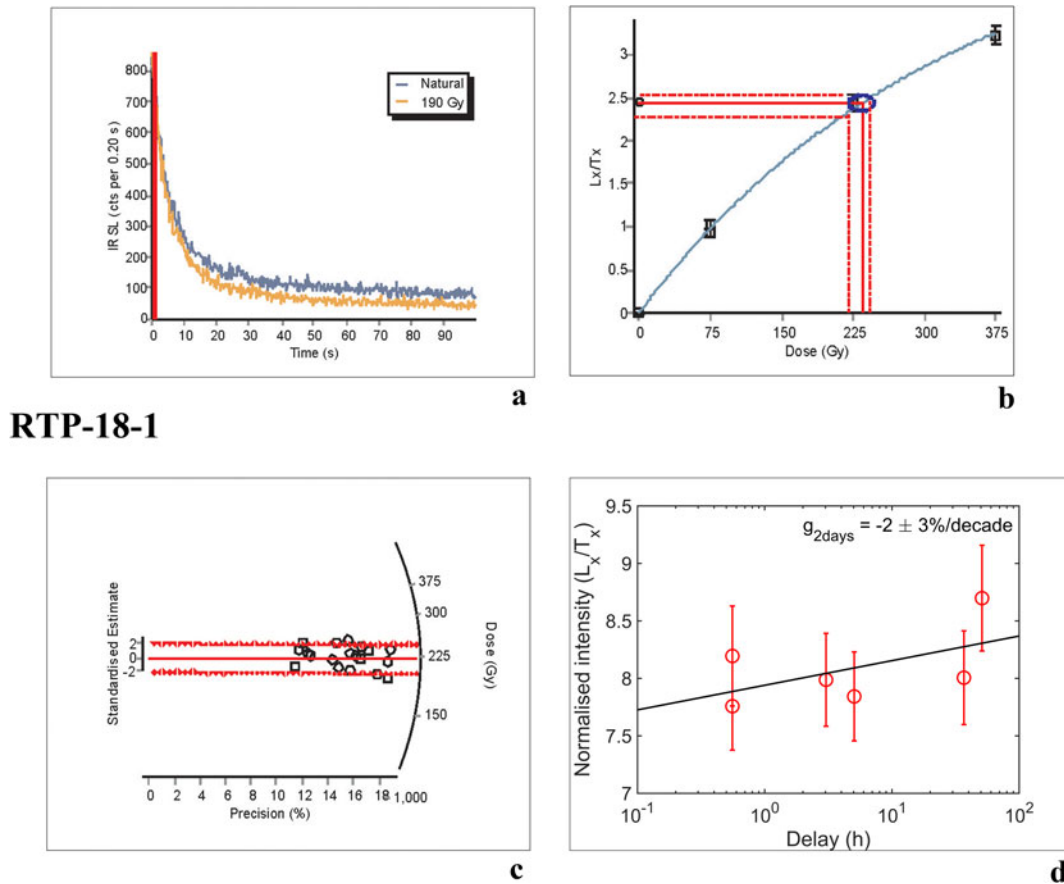 800
700
600
500
400
300
200
100
0
IR SL (cts per 0.20 s)
Natural
190 Gy
0 10 20 30 40 50 60 70 80 90
Time (s)
a
3
2.5
2
1.5
1
0.5
0
Lx/Tx
0 75 150 225 300 375
Dose (Gy)
b
RTP-18-1
Standardised Estimate
2
0
-2
375
300
225
150
Dose (Gy)
0 2 4 6 8 10 12 14 16 18 1,000
Precision (%)
c
9.5
9
8.5
8
7.5
7
Normalised intensity (Lx/Tx)
g2days = -2 ± 3%/decade
10-1 100 101 102
Delay (h)
d